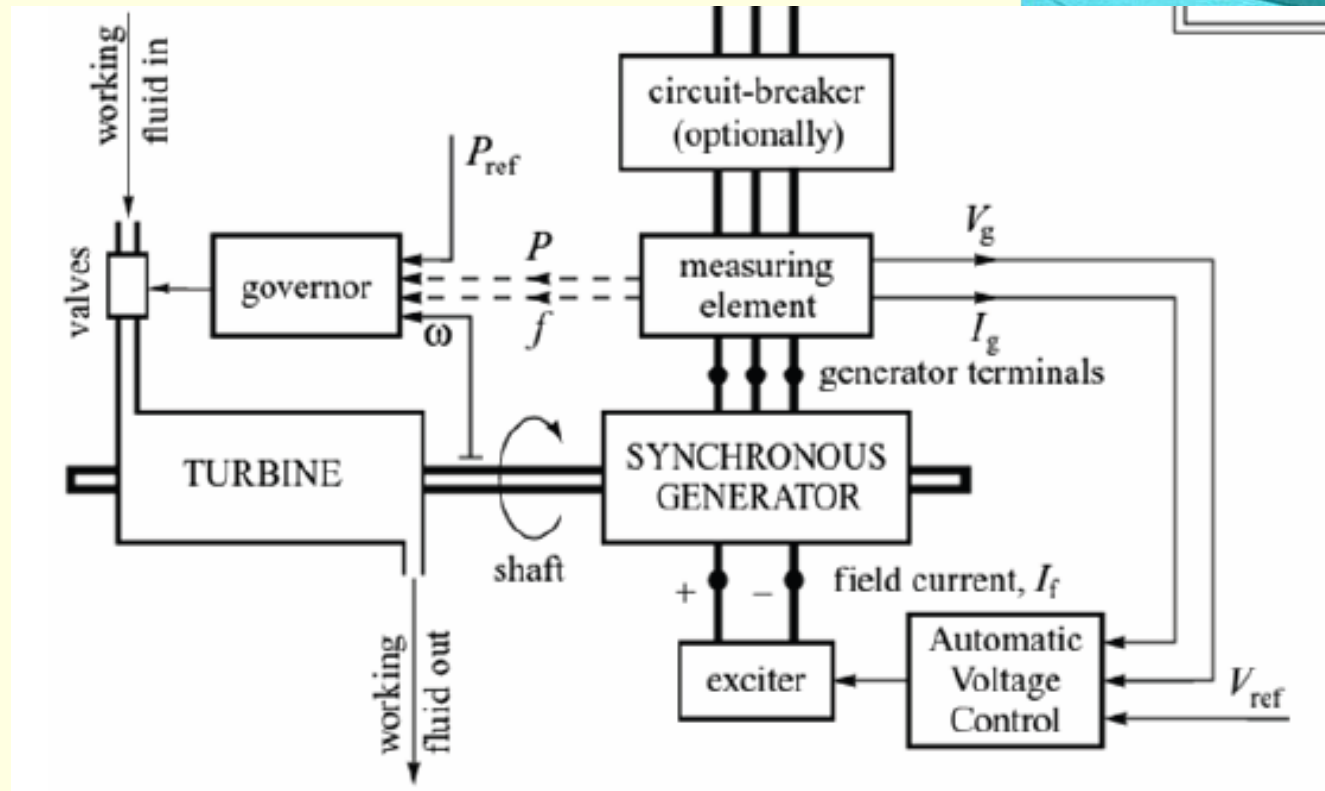 working
fluid in
circuit-breaker
(optionally)
P_ref
V_g
valves
governor
P
measuring
element
ω
f
I_g
generator terminals
TURBINE
SYNCHRONOUS
GENERATOR
shaft
+
–
field current, I_f
working
fluid out
exciter
Automatic
Voltage
Control
V_ref